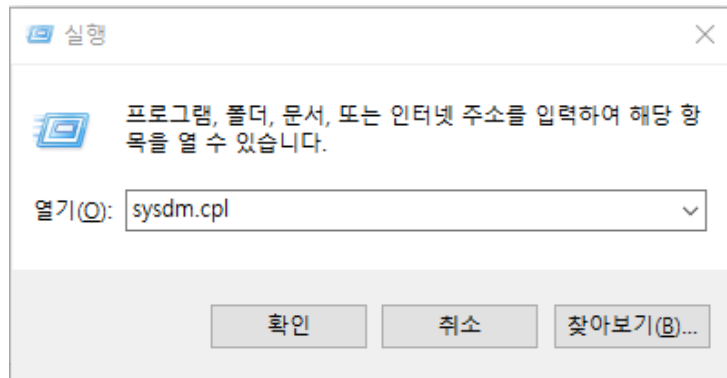 실행
프로그램, 폴더, 문서, 또는 인터넷 주소를 입력하여 해당 항
목을 열 수 있습니다.
열기(O): sysdm.cpl
확인 취소 찾아보기(B)...